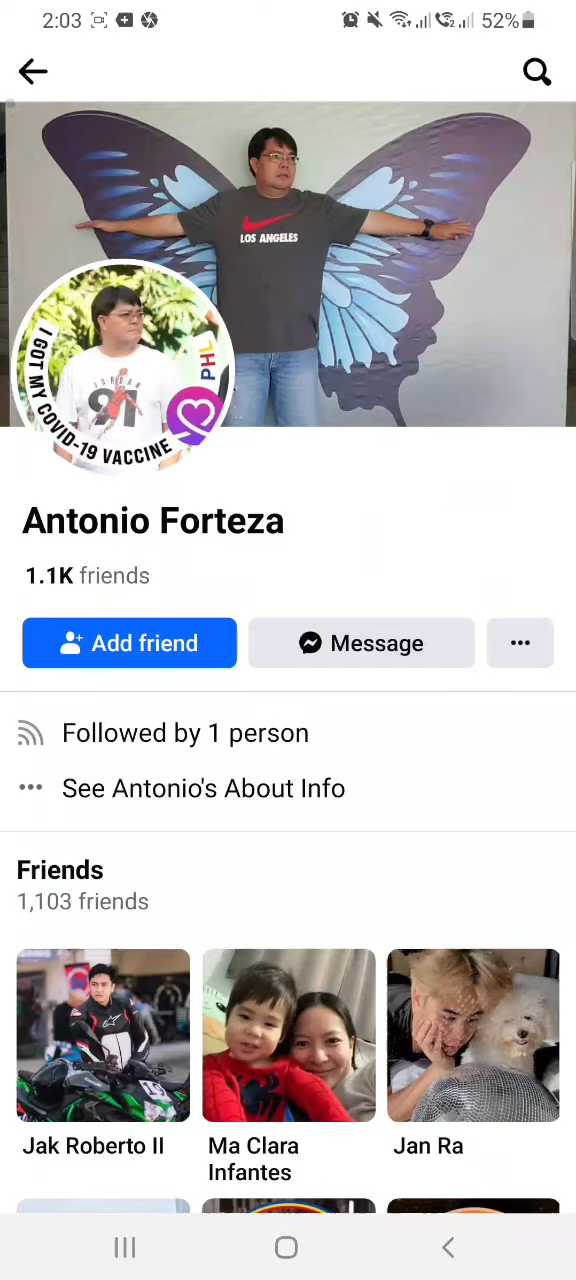 2:03
52%
LOS ANGELES
I GOT MY COVID-19 VACCINE
PHL
JORDAN
91
Antonio Forteza
1.1K friends
Add friend
Message
Followed by 1 person
See Antonio's About Info
Friends
1,103 friends
Jak Roberto II
Ma Clara
Infantes
Jan Ra